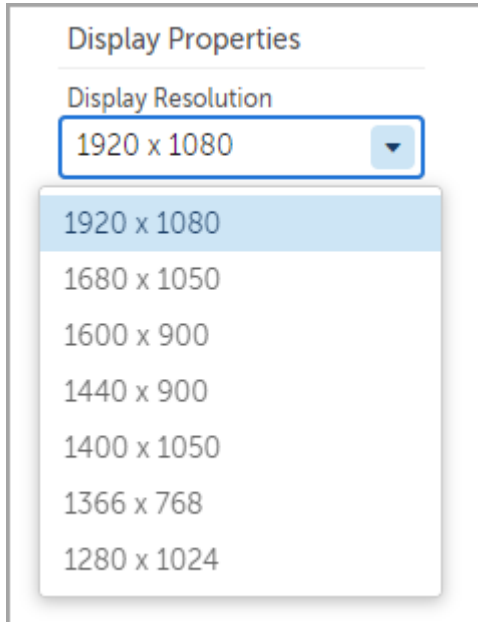 Display Properties
Display Resolution
1920 x 1080
1920 x 1080
1680 x 1050
1600 x 900
1440 x 900
1400 x 1050
1366 x 768
1280 x 1024